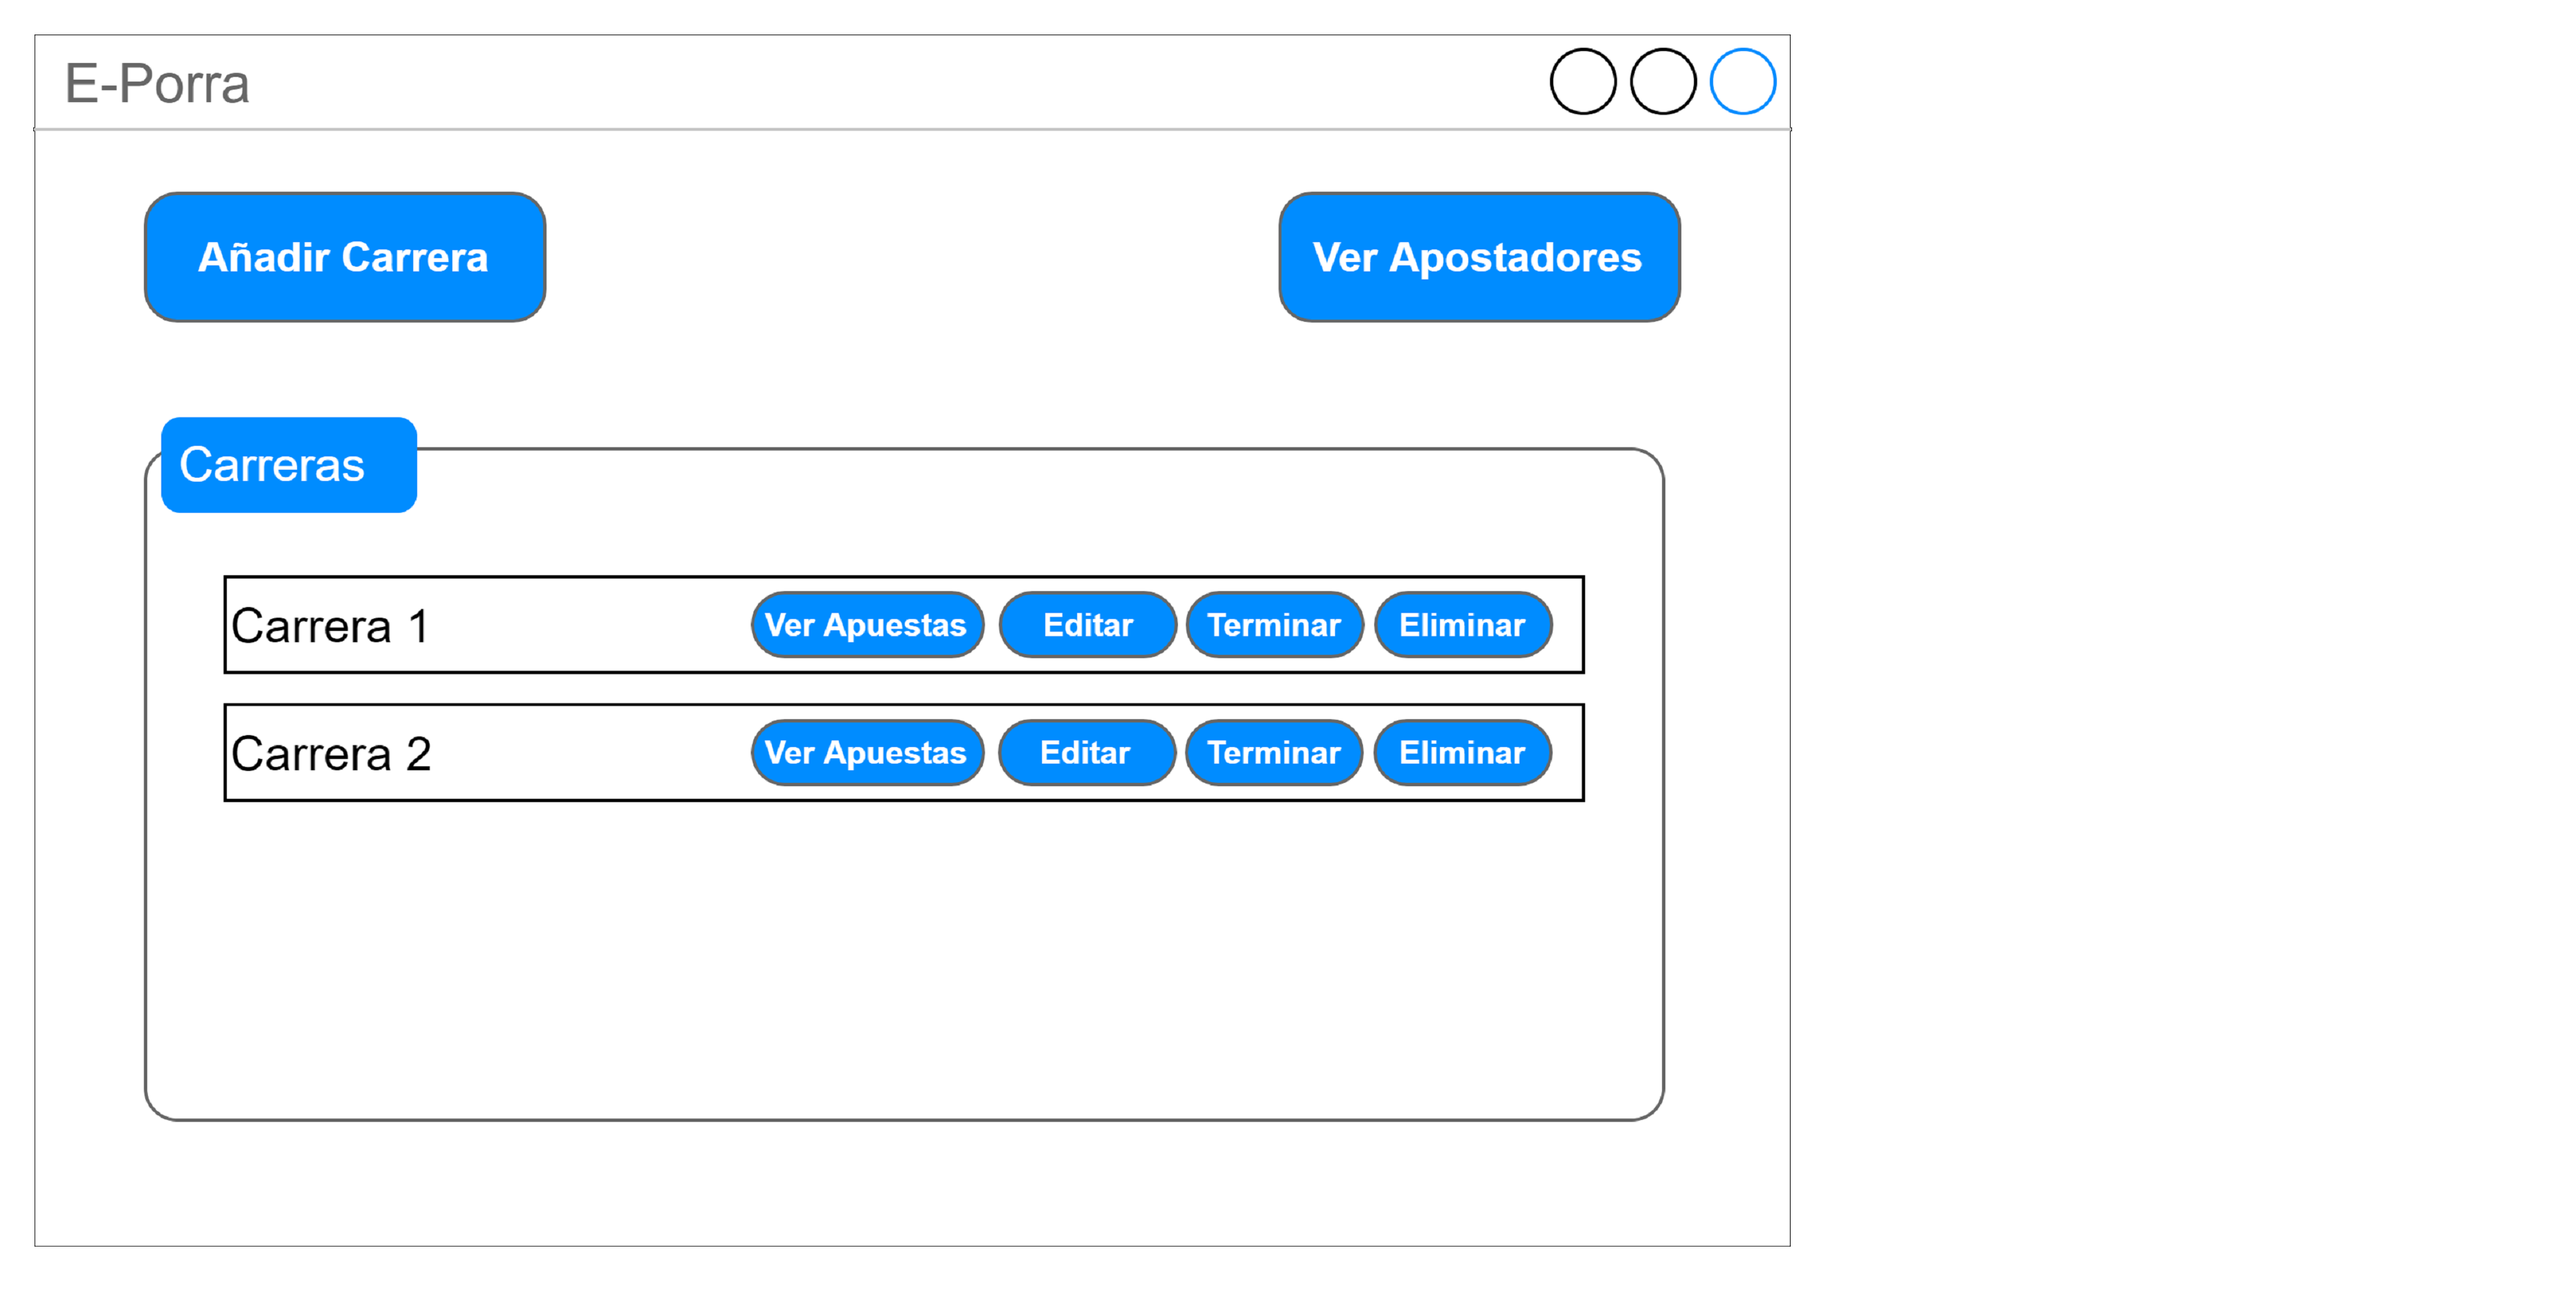 E-Porra
Añadir Carrera
Ver Apostadores
Carreras
Carrera 1 Ver Apuestas Editar Terminar Eliminar
Carrera 2 Ver Apuestas Editar Terminar Eliminar